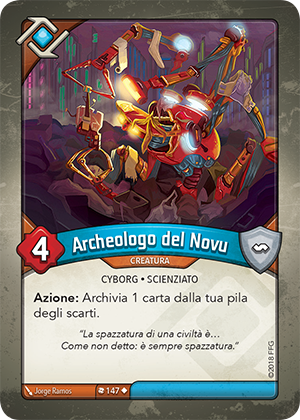 Archeologo del Novu
CREATURA
4
CYBORG • SCIENZIATO
Azione: Archivia 1 carta dalla tua pila
degli scarti.
“La spazzatura di una civiltà è…
Come non detto: è sempre spazzatura.”
Jorge Ramos
147
©2018 FFG